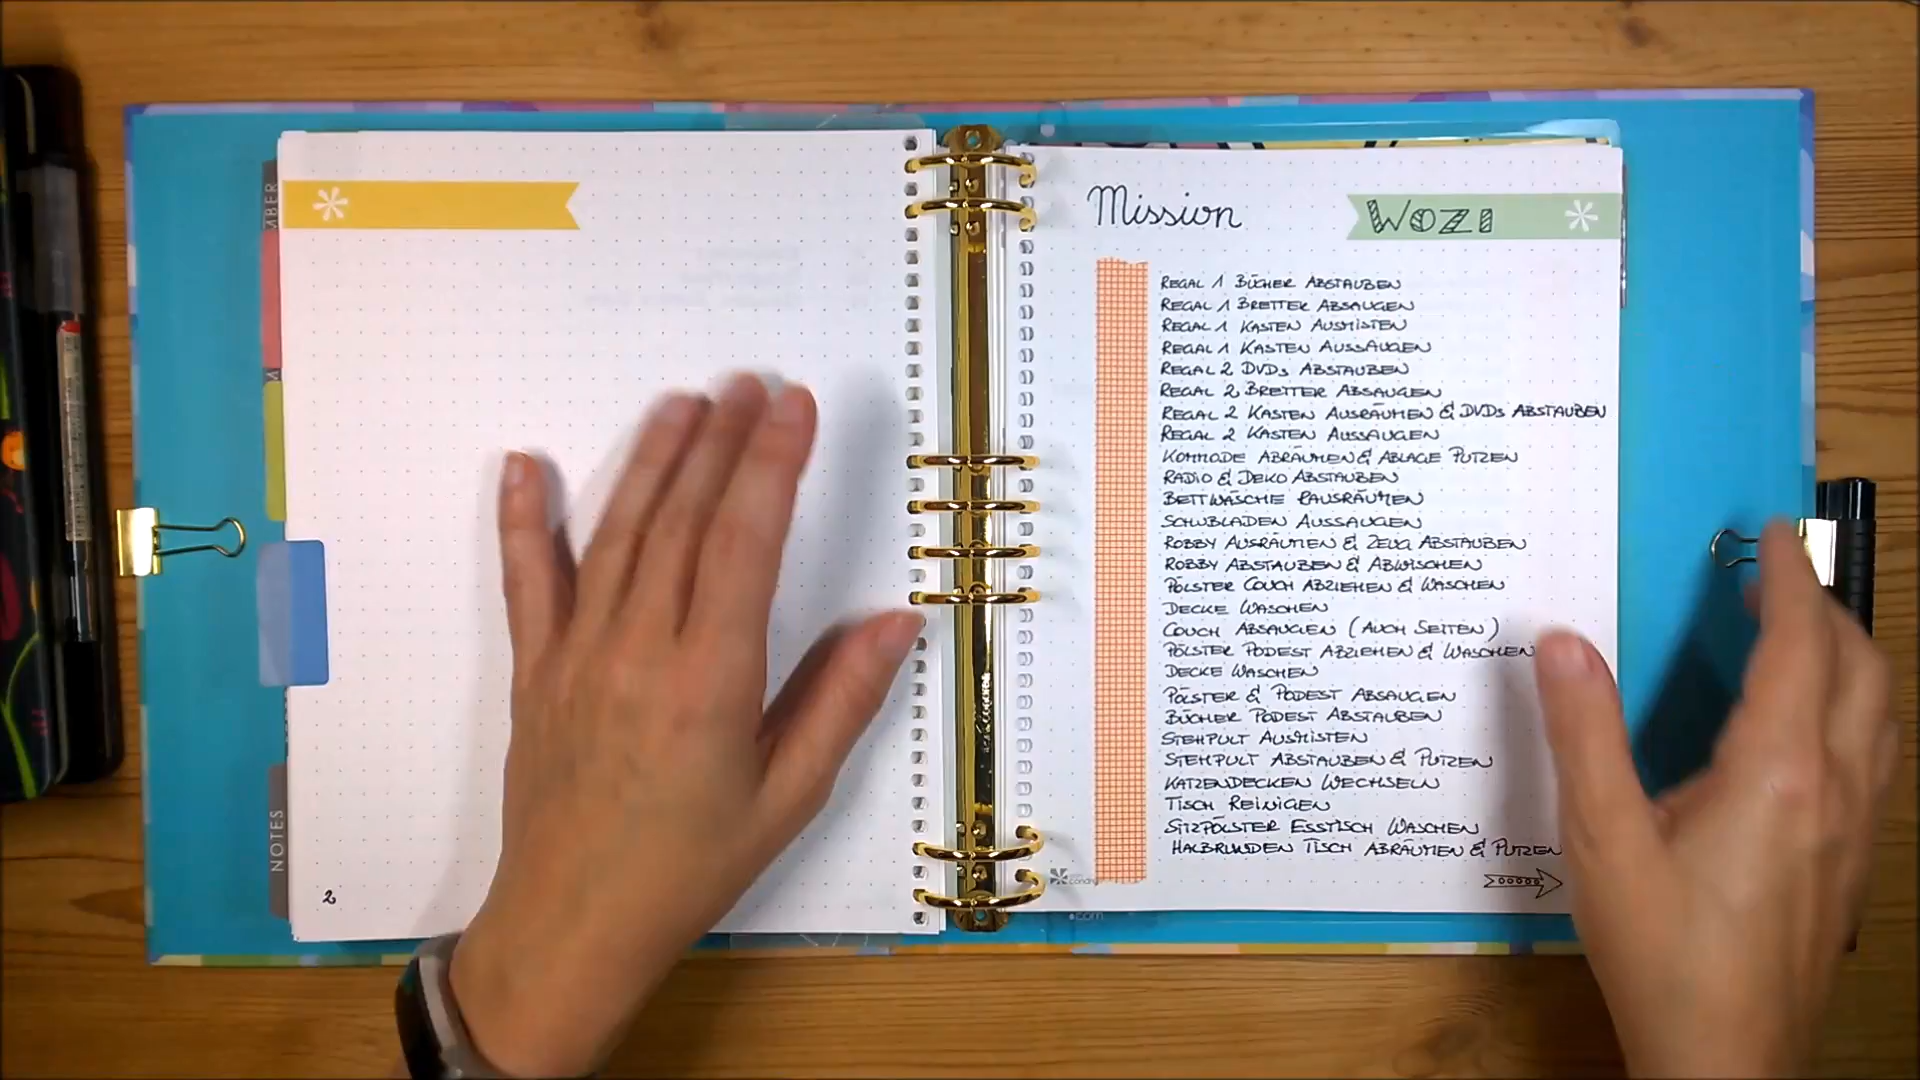 NOTES
2
Mission
WOZI
REGAL 1 BÜCHER ABSTAUBEN
REGAL 1 BRETTER ABSAUGEN
REGAL 1 KASTEN AUSMISTEN
REGAL 1 KASTEN AUSSAUGEN
REGAL 2 DVDs ABSTAUBEN
REGAL 2 BRETTER ABSAUGEN
REGAL 2 KASTEN AUSRÄUMEN & DVDs ABSTAUBEN
REGAL 2 KASTEN AUSSAUGEN
KOMMODE ABRÄUMEN & ABLAGE PUTZEN
RADIO & DEKO ABSTAUBEN
BETTWÄSCHE RAUSRÄUMEN
SCHUBLADEN AUSSAUGEN
ROBBY AUSRÄUMEN & ZEUG ABSTAUBEN
ROBBY ABSTAUBEN & ABWISCHEN
PÖLSTER COUCH ABZIEHEN & WASCHEN
DECKE WASCHEN
COUCH ABSAUGEN (AUCH SEITEN)
PÖLSTER PODEST ABZIEHEN & WASCHEN
DECKE WASCHEN
PÖLSTER & PODEST ABSAUGEN
BÜCHER PODEST ABSTAUBEN
STEHPULT AUSMISTEN
STEHPULT ABSTAUBEN & PUTZEN
KATZENDECKEN WECHSELN
TISCH REINIGEN
SITZPÖLSTER ESSTISCH WASCHEN
HALBRUNDEN TISCH ABRÄUMEN & PUTZEN
.com